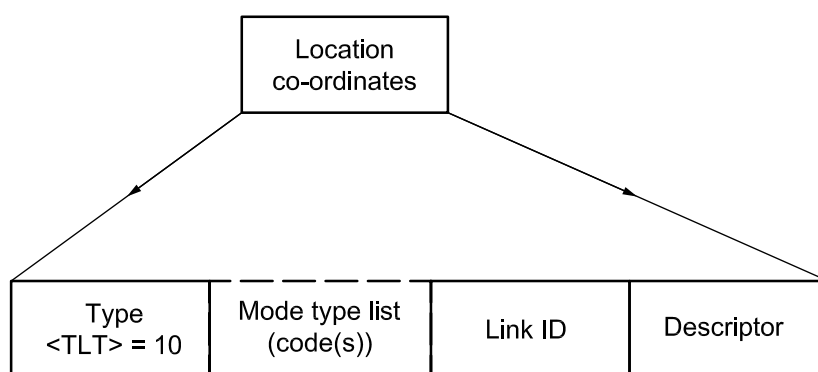 Location
co-ordinates
Type
<TLT> = 10
Mode type list
(code(s))
Link ID
Descriptor